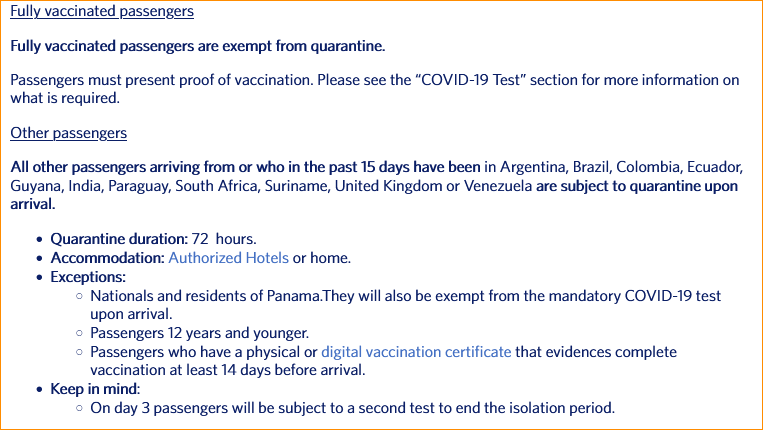 Fully vaccinated passengers
Fully vaccinated passengers are exempt from quarantine.
Passengers must present proof of vaccination. Please see the “COVID-19 Test” section for more information on
what is required.
Other passengers
All other passengers arriving from or who in the past 15 days have been in Argentina, Brazil, Colombia, Ecuador,
Guyana, India, Paraguay, South Africa, Suriname, United Kingdom or Venezuela are subject to quarantine upon
arrival.
• Quarantine duration: 72 hours.
• Accommodation: Authorized Hotels or home.
• Exceptions:
○ Nationals and residents of Panama.They will also be exempt from the mandatory COVID-19 test
upon arrival.
○ Passengers 12 years and younger.
○ Passengers who have a physical or digital vaccination certificate that evidences complete
vaccination at least 14 days before arrival.
• Keep in mind:
○ On day 3 passengers will be subject to a second test to end the isolation period.